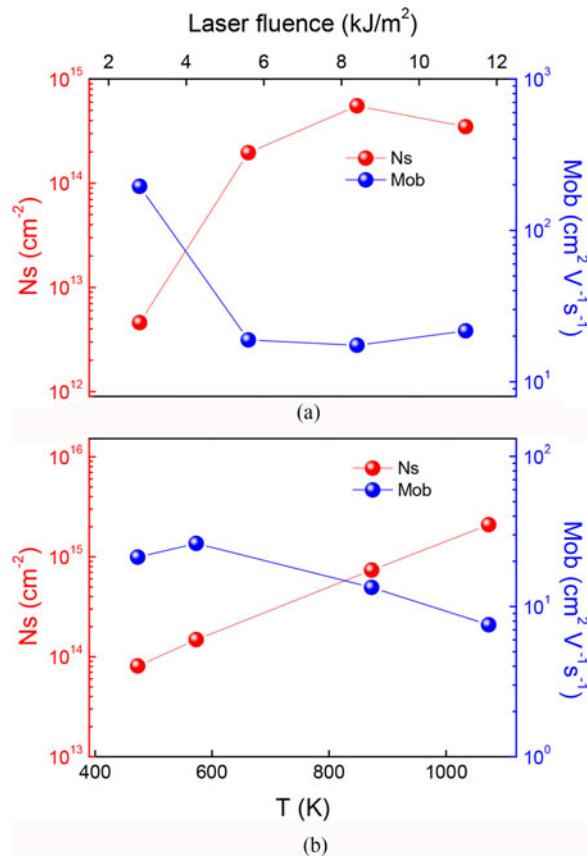 Laser fluence (kJ/m²)
2 4 6 8 10 12
10¹⁵
10¹⁴
10¹³
10¹²
Ns (cm⁻²)
Ns
Mob
10³
10²
10¹
Mob (cm² V⁻¹s⁻¹)
(a)
10¹⁶
10¹⁵
10¹⁴
10¹³
Ns (cm⁻²)
Ns
Mob
10²
10¹
10⁰
Mob (cm² V⁻¹s⁻¹)
400 600 800 1000
T (K)
(b)